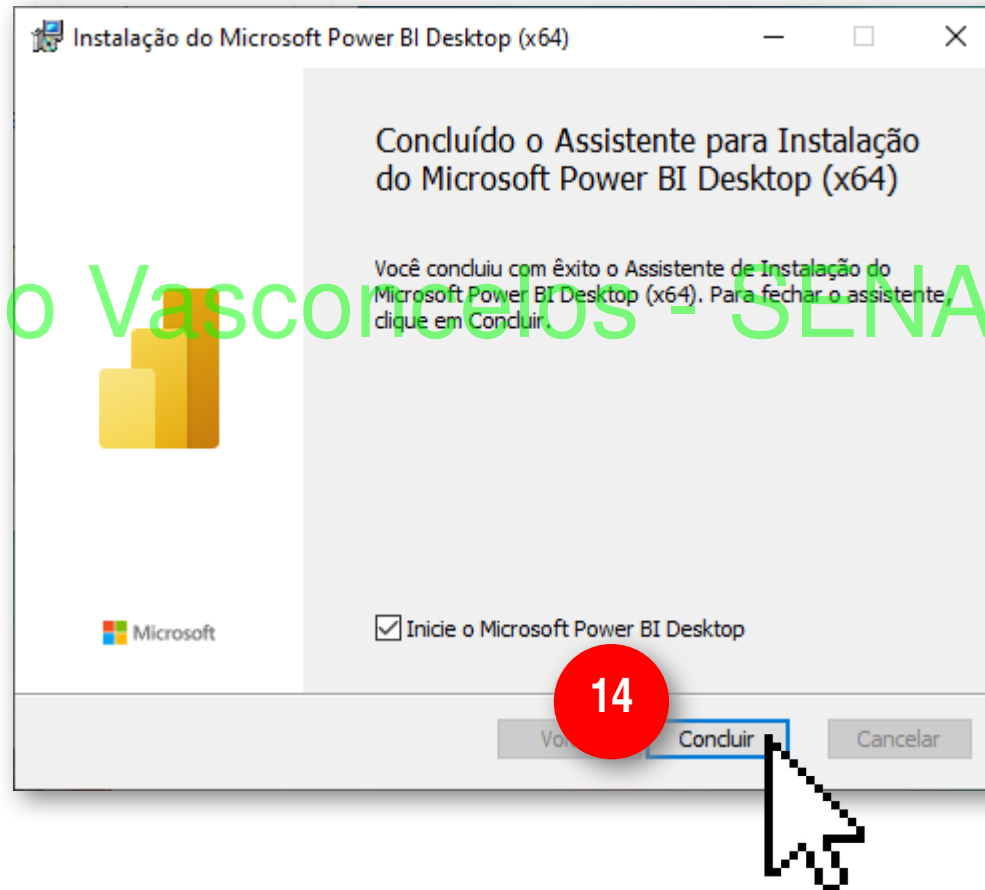 Instalação do Microsoft Power BI Desktop (x64)
Concluído o Assistente para Instalação
do Microsoft Power BI Desktop (x64)
Você concluiu com êxito o Assistente de Instalação do
Microsoft Power BI Desktop (x64). Para fechar o assistente,
clique em Concluir.
o Vasconcelos - SENA
Microsoft
Inicie o Microsoft Power BI Desktop
14
Concluir
Cancelar